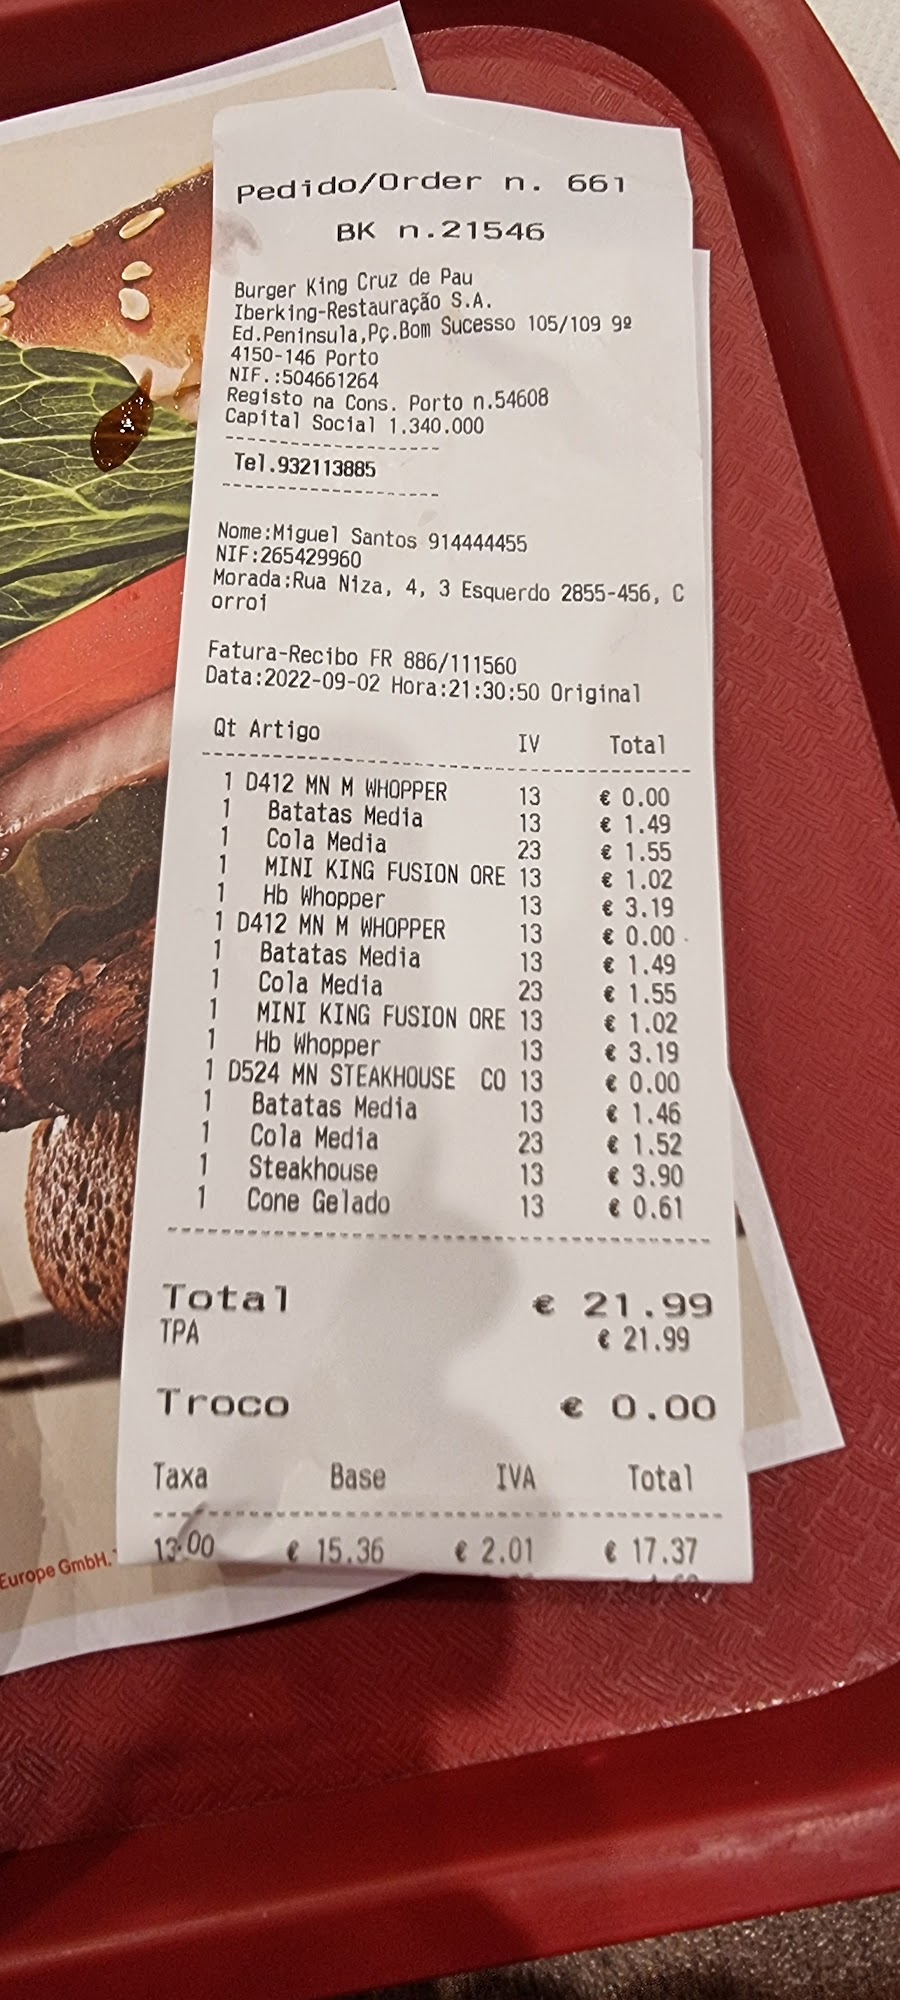 Pedido/Order n. 661
BK n.21546
Burger King Cruz de Pau
Iberking-Restauração S.A.
Ed.Peninsula,Pç.Bom Sucesso 105/109 9º
4150-146 Porto
NIF.:504661264
Registo na Cons. Porto n.54608
Capital Social 1.340.000
--------------------
Tel.932113885
--------------------
Nome:Miguel Santos 914444455
NIF:265429960
Morada:Rua Niza, 4, 3 Esquerdo 2855-456, C
orroi
Fatura-Recibo FR 886/111560
Data:2022-09-02 Hora:21:30:50 Original
Qt Artigo IV Total
1 D412 MN M WHOPPER 13 € 0.00
1 Batatas Media 13 € 1.49
1 Cola Media 23 € 1.55
1 MINI KING FUSION ORE 13 € 1.02
1 Hb Whopper 13 € 3.19
1 D412 MN M WHOPPER 13 € 0.00
1 Batatas Media 13 € 1.49
1 Cola Media 23 € 1.55
1 MINI KING FUSION ORE 13 € 1.02
1 Hb Whopper 13 € 3.19
1 D524 MN STEAKHOUSE CO 13 € 0.00
1 Batatas Media 13 € 1.46
1 Cola Media 23 € 1.52
1 Steakhouse 13 € 3.90
1 Cone Gelado 13 € 0.61
Total € 21.99
TPA € 21.99
Troco € 0.00
Taxa Base IVA Total
13.00 € 15.36 € 2.01 € 17.37
Europe GmbH.